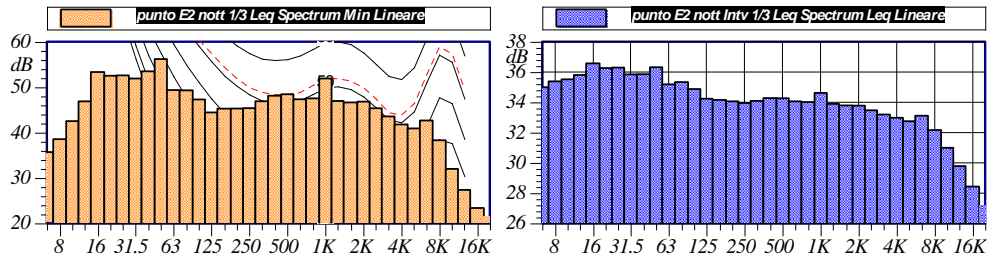 punto E2 nott 1/3 Leq Spectrum Min Lineare
60
dB
50
40
30
20
8 16 31.5 63 125 250 500 1K 2K 4K 8K 16K
punto E2 nott Intv 1/3 Leq Spectrum Leq Lineare
38
dB
36
34
32
30
28
26
8 16 31.5 63 125 250 500 1K 2K 4K 8K 16K